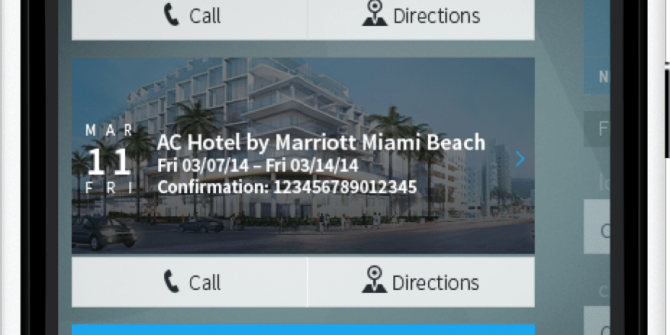 Call Directions
MAR
11
FRI
AC Hotel by Marriott Miami Beach
Fri 03/07/14 – Fri 03/14/14
Confirmation: 123456789012345
Call Directions
N
F
C
C